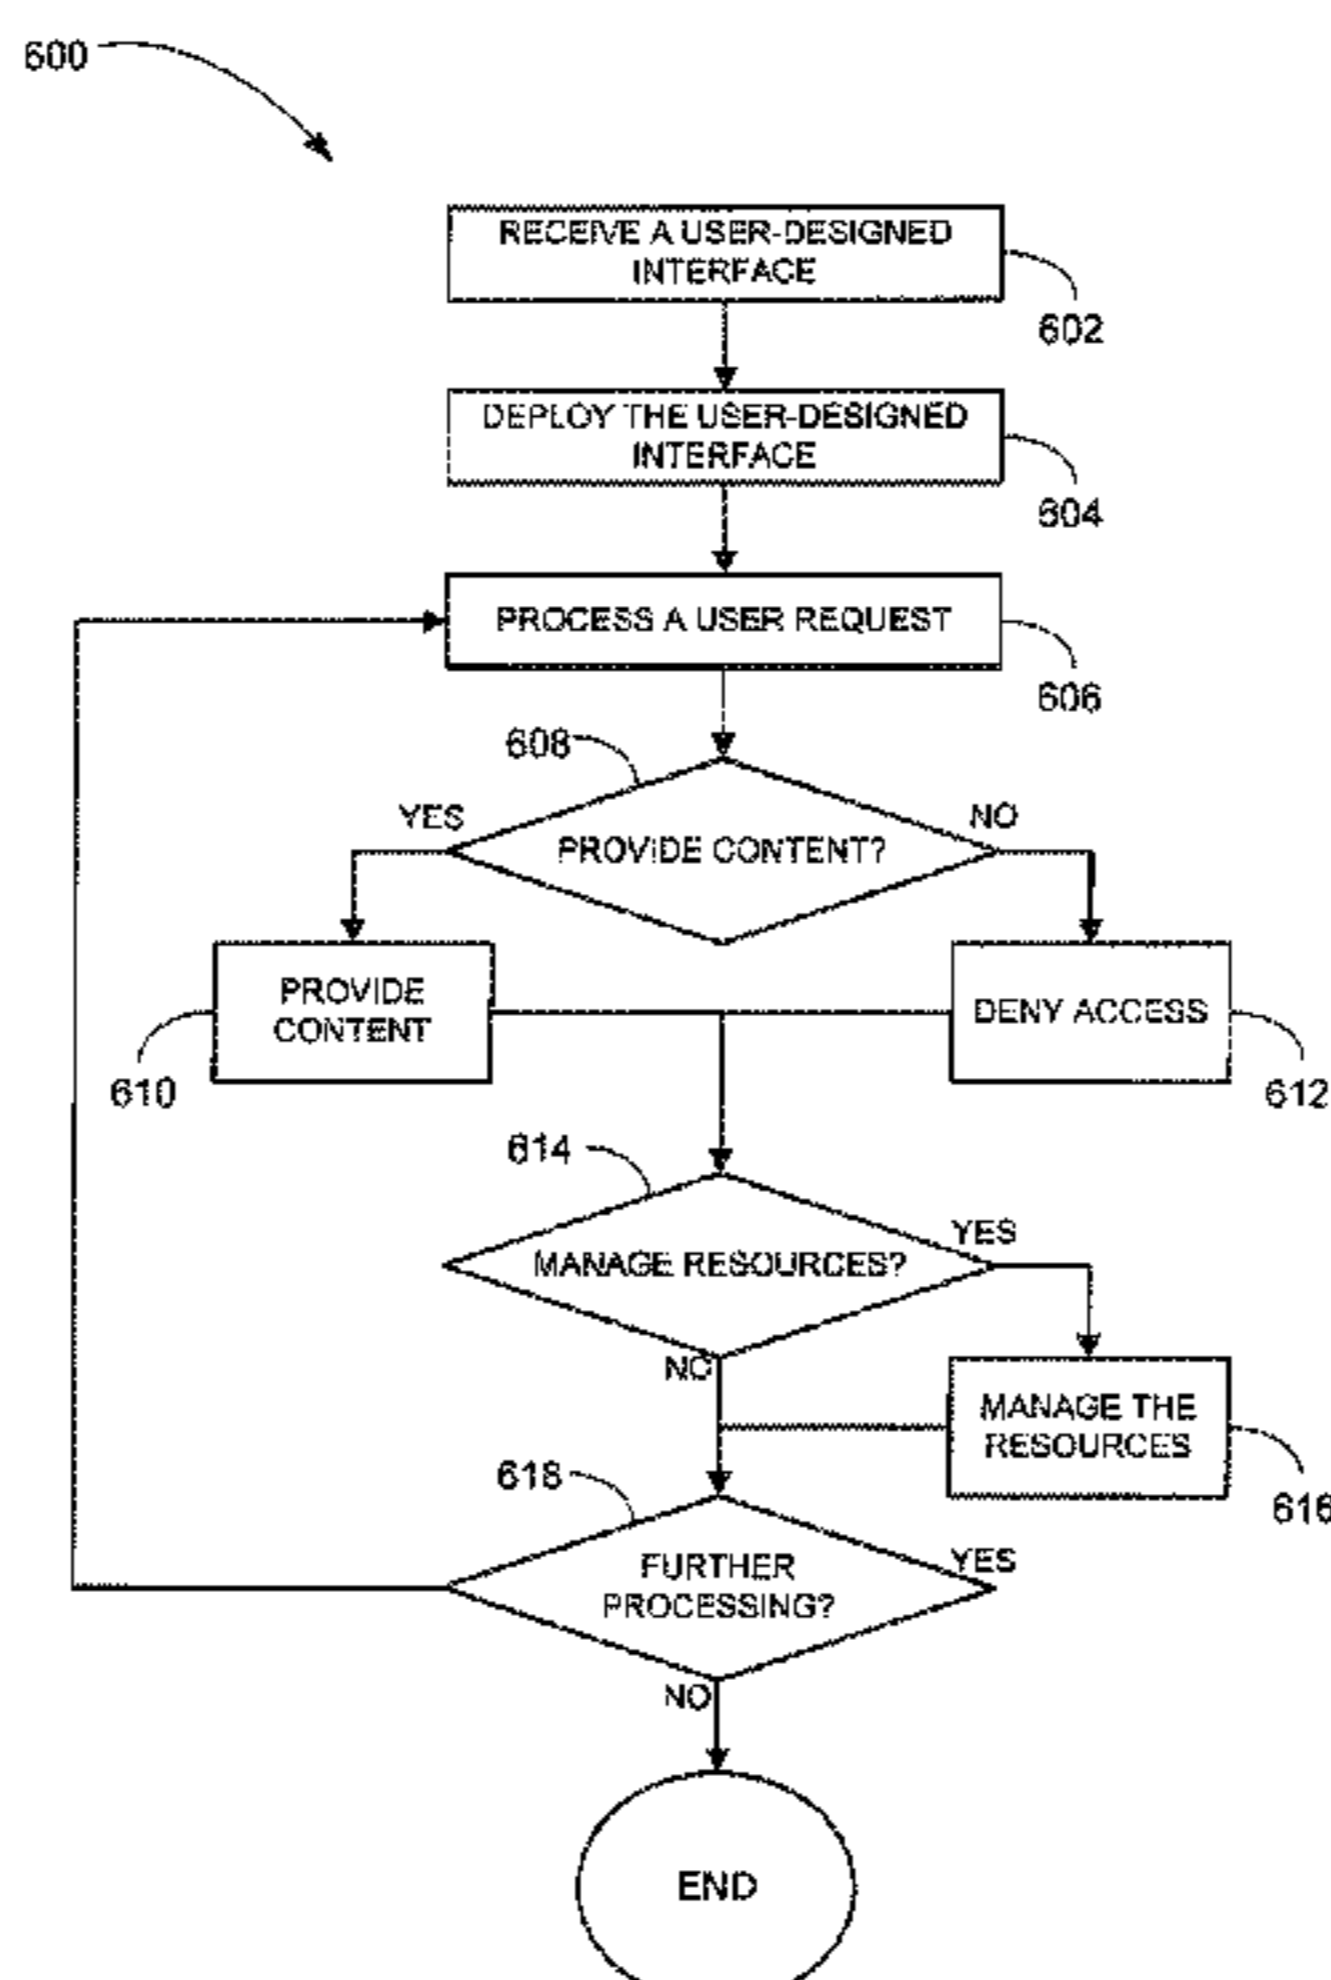 600
RECEIVE A USER-DESIGNED
INTERFACE
602
DEPLOY THE USER-DESIGNED
INTERFACE
604
PROCESS A USER REQUEST
606
608
YES
NO
PROVIDE CONTENT?
PROVIDE
CONTENT
DENY ACCESS
610
612
614
YES
MANAGE RESOURCES?
NO
MANAGE THE
RESOURCES
618
616
YES
FURTHER
PROCESSING?
NO
END